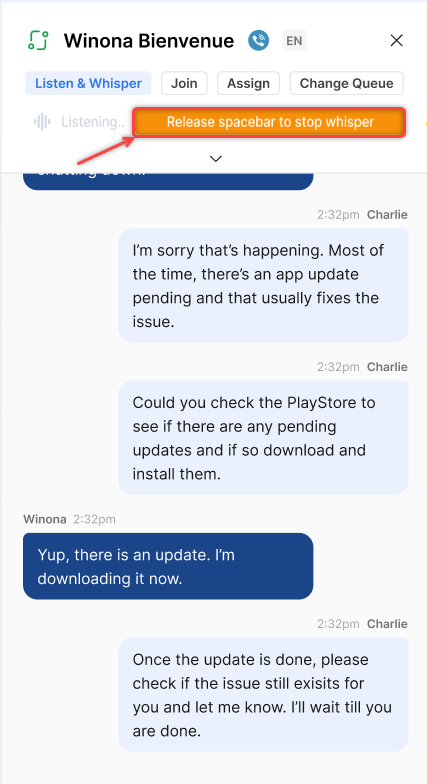 Winona Bienvenue EN
Listen & Whisper Join Assign Change Queue
Listening.. Release spacebar to stop whisper
shutting down.
2:32pm Charlie
I'm sorry that's happening. Most of
the time, there's an app update
pending and that usually fixes the
issue.
2:32pm Charlie
Could you check the PlayStore to
see if there are any pending
updates and if so download and
install them.
Winona 2:32pm
Yup, there is an update. I'm
downloading it now.
2:32pm Charlie
Once the update is done, please
check if the issue still exisits for
you and let me know. I'll wait till you
are done.